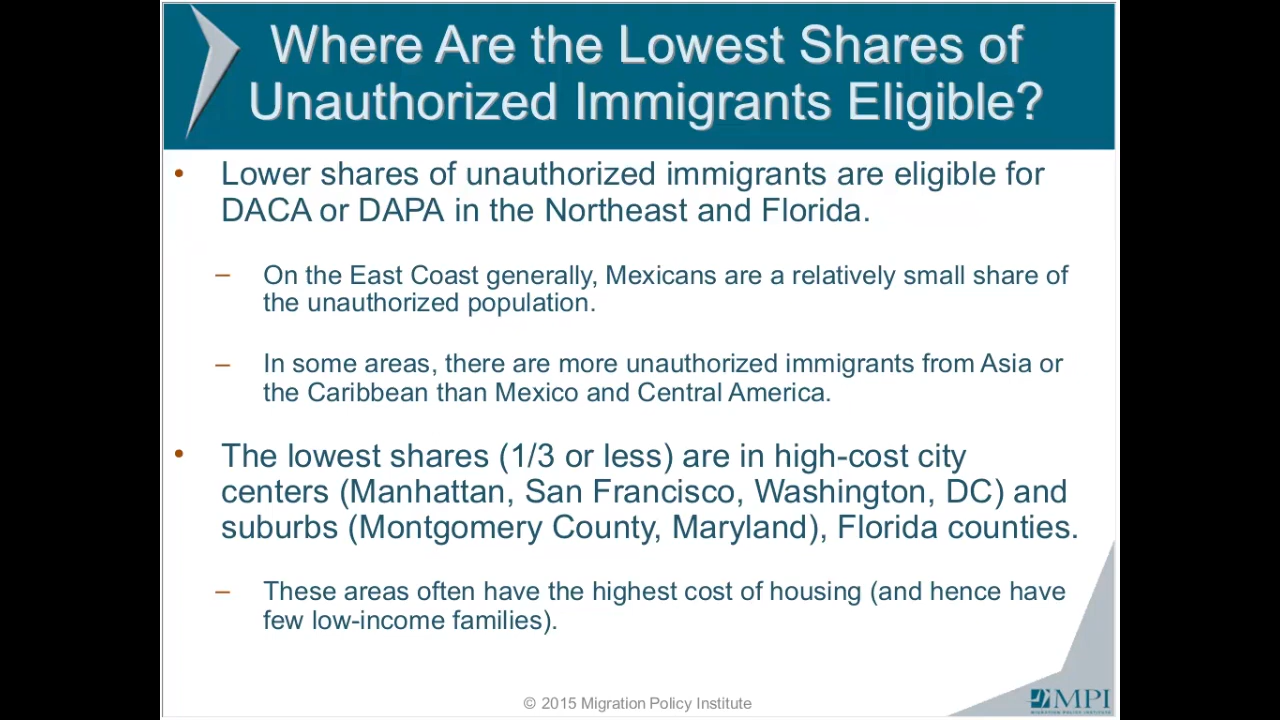 Where Are the Lowest Shares of
Unauthorized Immigrants Eligible?
• Lower shares of unauthorized immigrants are eligible for
DACA or DAPA in the Northeast and Florida.
– On the East Coast generally, Mexicans are a relatively small share of
the unauthorized population.
– In some areas, there are more unauthorized immigrants from Asia or
the Caribbean than Mexico and Central America.
• The lowest shares (1/3 or less) are in high-cost city
centers (Manhattan, San Francisco, Washington, DC) and
suburbs (Montgomery County, Maryland), Florida counties.
– These areas often have the highest cost of housing (and hence have
few low-income families).
© 2015 Migration Policy Institute
MPI
MIGRATION POLICY INSTITUTE